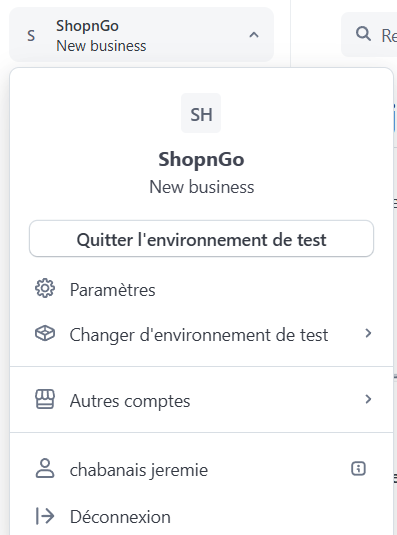 S
ShopnGo
New business
Re
SH
ShopnGo
New business
Quitter l'environnement de test
Paramètres
Changer d'environnement de test
Autres comptes
chabanais jeremie
Déconnexion